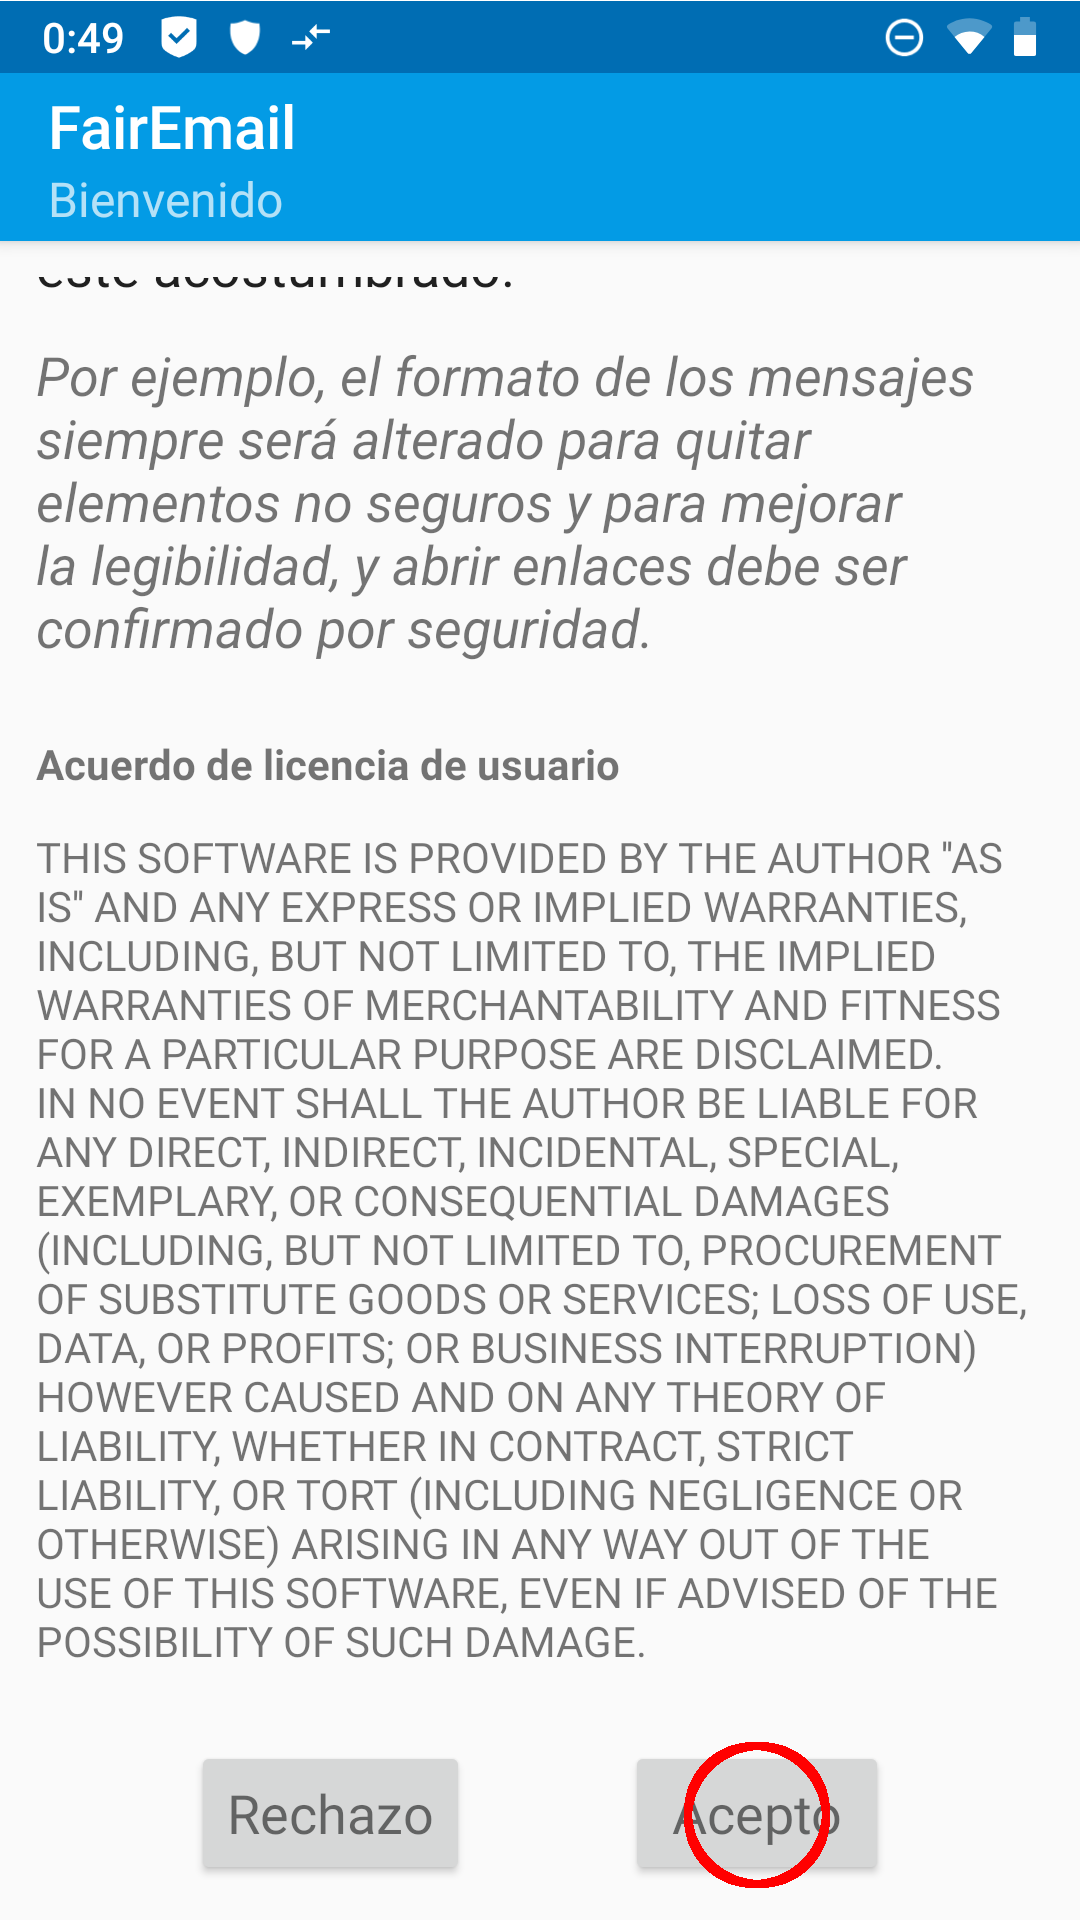 0:49
FairEmail
Bienvenido
esté acostumbrado.
Por ejemplo, el formato de los mensajes
siempre será alterado para quitar
elementos no seguros y para mejorar
la legibilidad, y abrir enlaces debe ser
confirmado por seguridad.
Acuerdo de licencia de usuario
THIS SOFTWARE IS PROVIDED BY THE AUTHOR "AS
IS" AND ANY EXPRESS OR IMPLIED WARRANTIES,
INCLUDING, BUT NOT LIMITED TO, THE IMPLIED
WARRANTIES OF MERCHANTABILITY AND FITNESS
FOR A PARTICULAR PURPOSE ARE DISCLAIMED.
IN NO EVENT SHALL THE AUTHOR BE LIABLE FOR
ANY DIRECT, INDIRECT, INCIDENTAL, SPECIAL,
EXEMPLARY, OR CONSEQUENTIAL DAMAGES
(INCLUDING, BUT NOT LIMITED TO, PROCUREMENT
OF SUBSTITUTE GOODS OR SERVICES; LOSS OF USE,
DATA, OR PROFITS; OR BUSINESS INTERRUPTION)
HOWEVER CAUSED AND ON ANY THEORY OF
LIABILITY, WHETHER IN CONTRACT, STRICT
LIABILITY, OR TORT (INCLUDING NEGLIGENCE OR
OTHERWISE) ARISING IN ANY WAY OUT OF THE
USE OF THIS SOFTWARE, EVEN IF ADVISED OF THE
POSSIBILITY OF SUCH DAMAGE.
Rechazo
Acepto